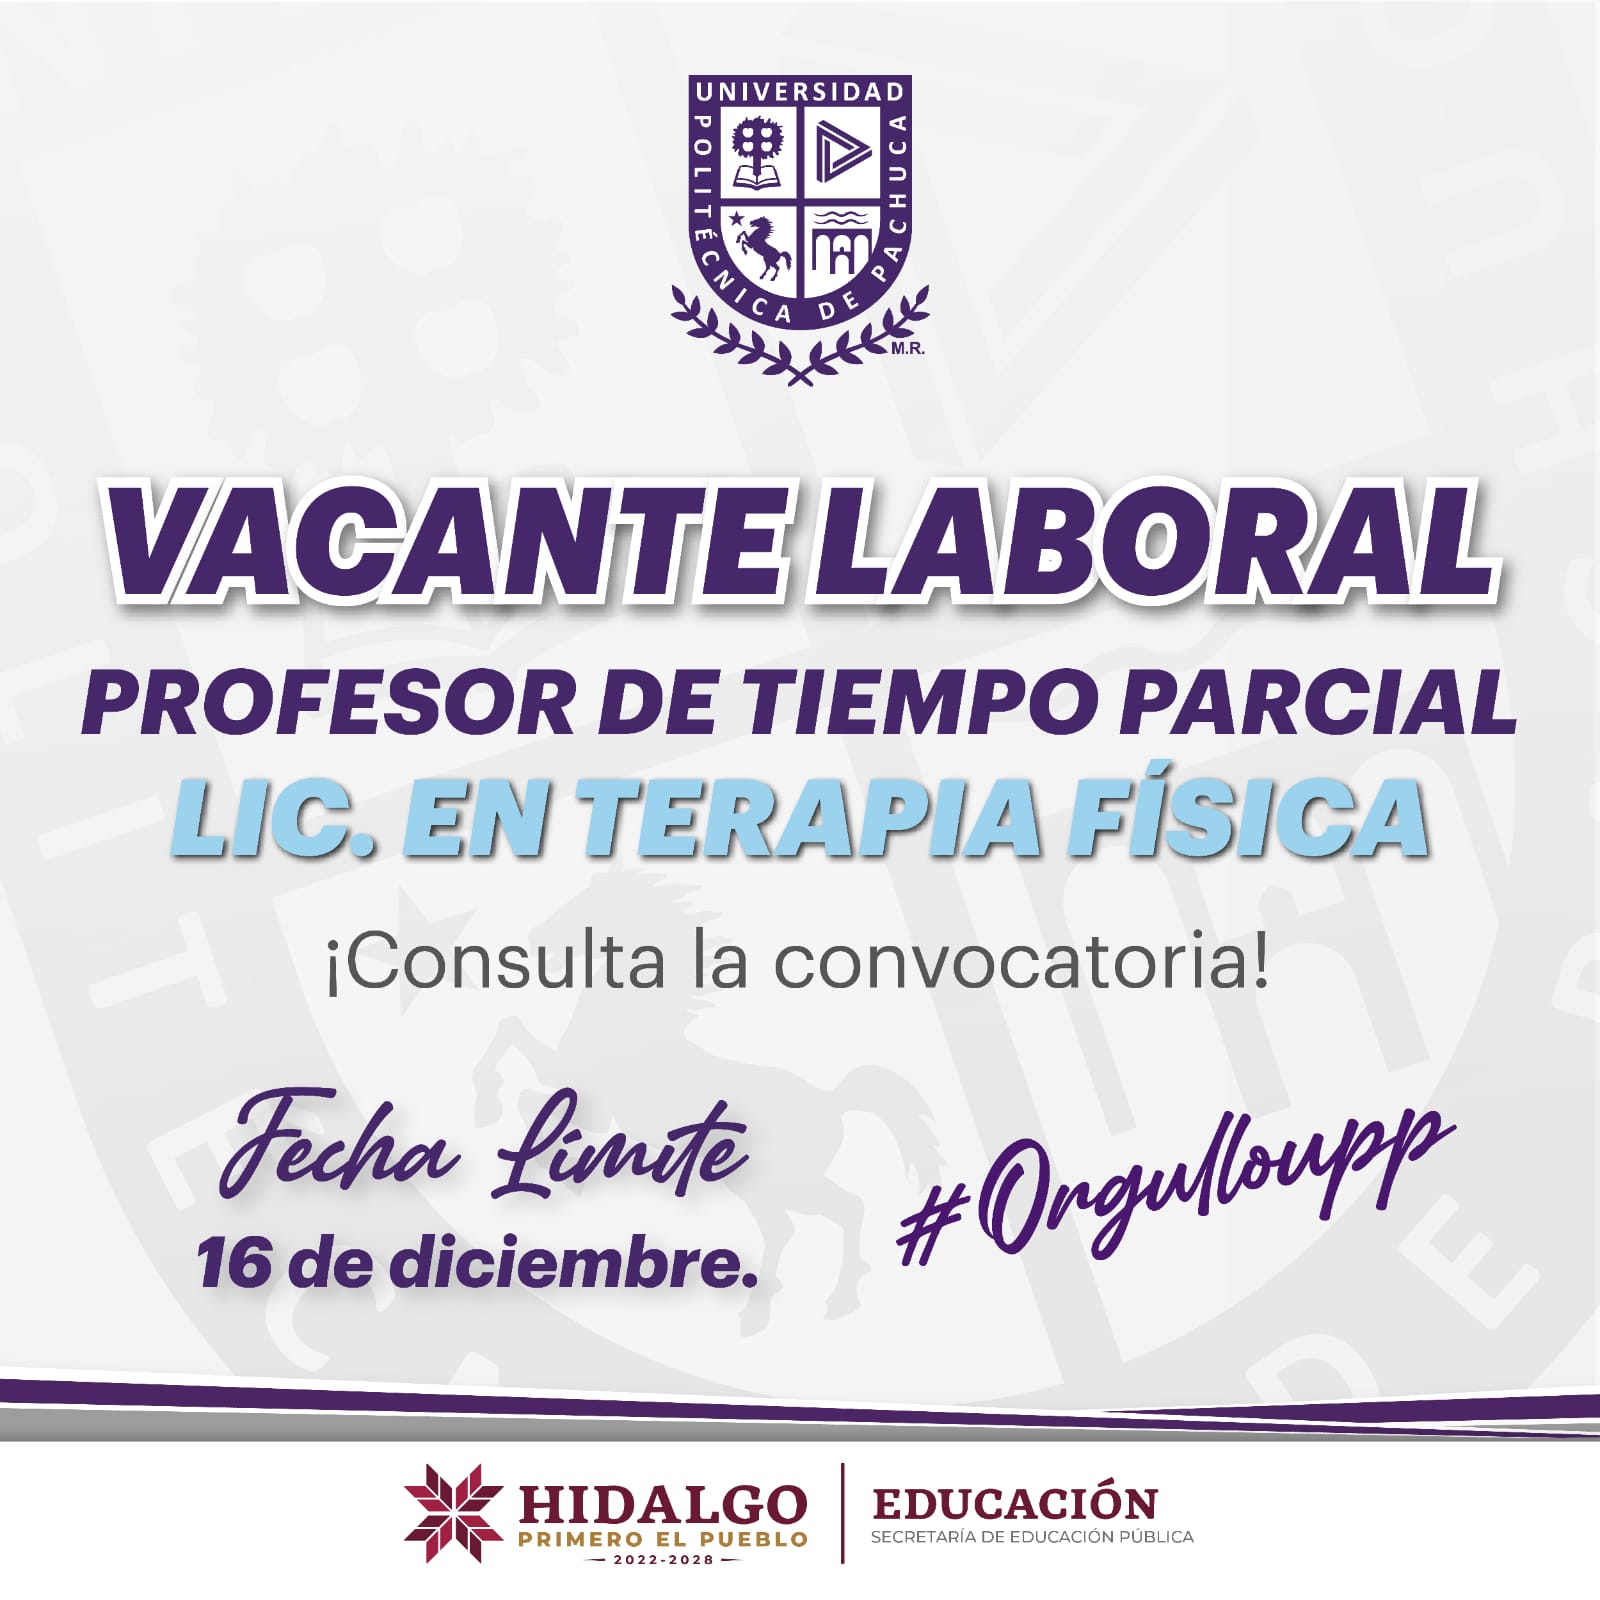 UNIVERSIDAD
POLITÉCNICA DE PACHUCA
M.R.
VACANTE LABORAL
PROFESOR DE TIEMPO PARCIAL
LIC. EN TERAPIA FÍSICA
¡Consulta la convocatoria!
Fecha Límite
16 de diciembre.
#Orgulloupp
HIDALGO
PRIMERO EL PUEBLO
2022-2028
EDUCACIÓN
SECRETARÍA DE EDUCACIÓN PÚBLICA